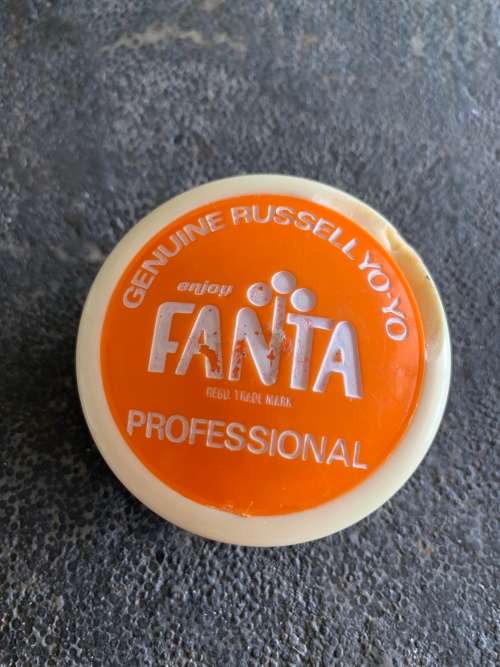 GENUINE RUSSELL YO-YO
enjoy
FANTA
REGD. TRADE MARK
PROFESSIONAL